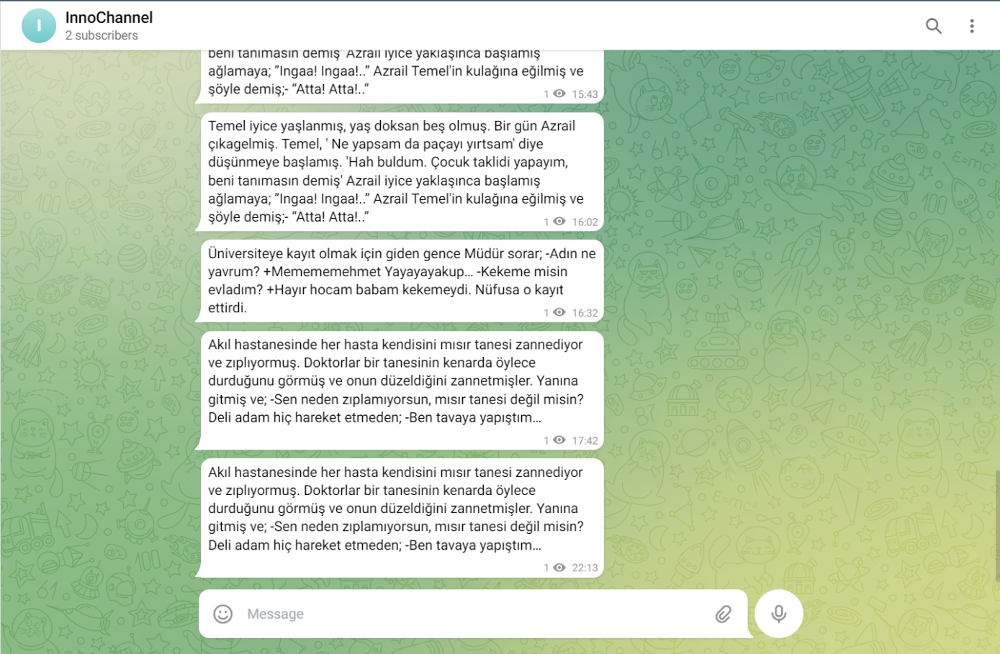 I
InnoChannel
2 subscribers
beni tanımasın demiş' Azrail iyice yaklaşınca başlamış
ağlamaya; ”Ingaa! Ingaa!..” Azrail Temel'in kulağına eğilmiş ve
şöyle demiş;- “Atta! Atta!..”
1 15:43
Temel iyice yaşlanmış, yaş doksan beş olmuş. Bir gün Azrail
çıkagelmiş. Temel, ' Ne yapsam da paçayı yırtsam' diye
düşünmeye başlamış. 'Hah buldum. Çocuk taklidi yapayım,
beni tanımasın demiş' Azrail iyice yaklaşınca başlamış
ağlamaya; ”Ingaa! Ingaa!..” Azrail Temel'in kulağına eğilmiş ve
şöyle demiş;- “Atta! Atta!..”
1 16:02
Üniversiteye kayıt olmak için giden gence Müdür sorar; -Adın ne
yavrum? +Memememehmet Yayayayakup... -Kekeme misin
evladım? +Hayır hocam babam kekemeydi. Nüfusa o kayıt
ettirdi.
1 16:32
Akıl hastanesinde her hasta kendisini mısır tanesi zannediyor
ve zıplıyormuş. Doktorlar bir tanesinin kenarda öylece
durduğunu görmüş ve onun düzeldiğini zannetmişler. Yanına
gitmiş ve; -Sen neden zıplamıyorsun, mısır tanesi değil misin?
Deli adam hiç hareket etmeden; -Ben tavaya yapıştım...
1 17:42
Akıl hastanesinde her hasta kendisini mısır tanesi zannediyor
ve zıplıyormuş. Doktorlar bir tanesinin kenarda öylece
durduğunu görmüş ve onun düzeldiğini zannetmişler. Yanına
gitmiş ve; -Sen neden zıplamıyorsun, mısır tanesi değil misin?
Deli adam hiç hareket etmeden; -Ben tavaya yapıştım...
1 22:13
Message